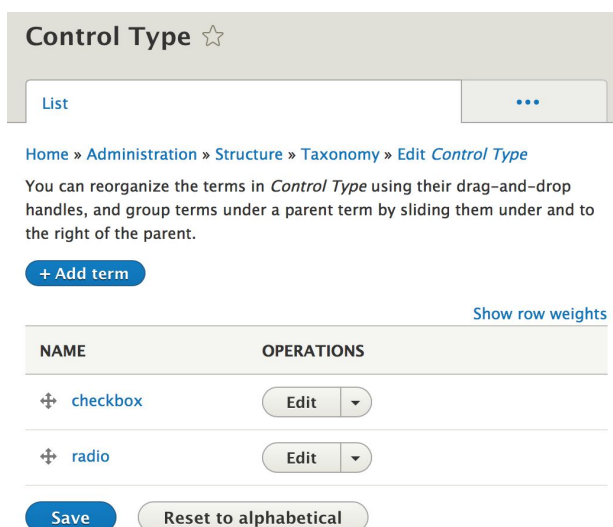 Control Type
List
Home » Administration » Structure » Taxonomy » Edit Control Type
You can reorganize the terms in Control Type using their drag-and-drop
handles, and group terms under a parent term by sliding them under and to
the right of the parent.
+ Add term
Show row weights
NAME OPERATIONS
checkbox Edit
radio Edit
Save Reset to alphabetical